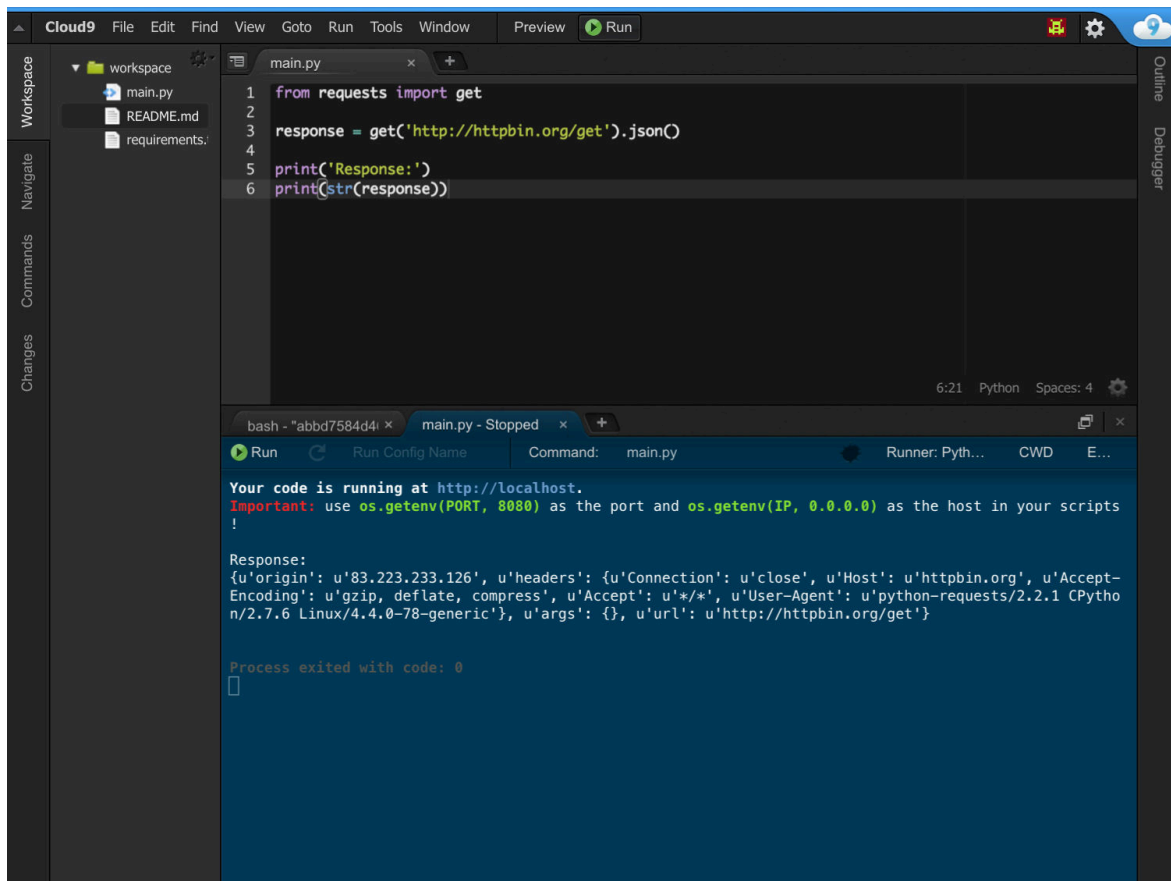 Cloud9 File Edit Find View Goto Run Tools Window Preview Run
9
Workspace
Navigate
Commands
Changes
workspace
main.py
README.md
requirements.
main.py × +
1 from requests import get
2
3 response = get('http://httpbin.org/get').json()
4
5 print('Response:')
6 print(str(response))
6:21 Python Spaces: 4
Outline
Debugger
bash - "abbd7584d4 × main.py - Stopped × +
Run Run Config Name Command: main.py Runner: Pyth... CWD E...
Your code is running at http://localhost.
Important: use os.getenv(PORT, 8080) as the port and os.getenv(IP, 0.0.0.0) as the host in your scripts
!
Response:
{u'origin': u'83.223.233.126', u'headers': {u'Connection': u'close', u'Host': u'httpbin.org', u'Accept-
Encoding': u'gzip, deflate, compress', u'Accept': u'*/*', u'User-Agent': u'python-requests/2.2.1 CPytho
n/2.7.6 Linux/4.4.0-78-generic'}, u'args': {}, u'url': u'http://httpbin.org/get'}
Process exited with code: 0